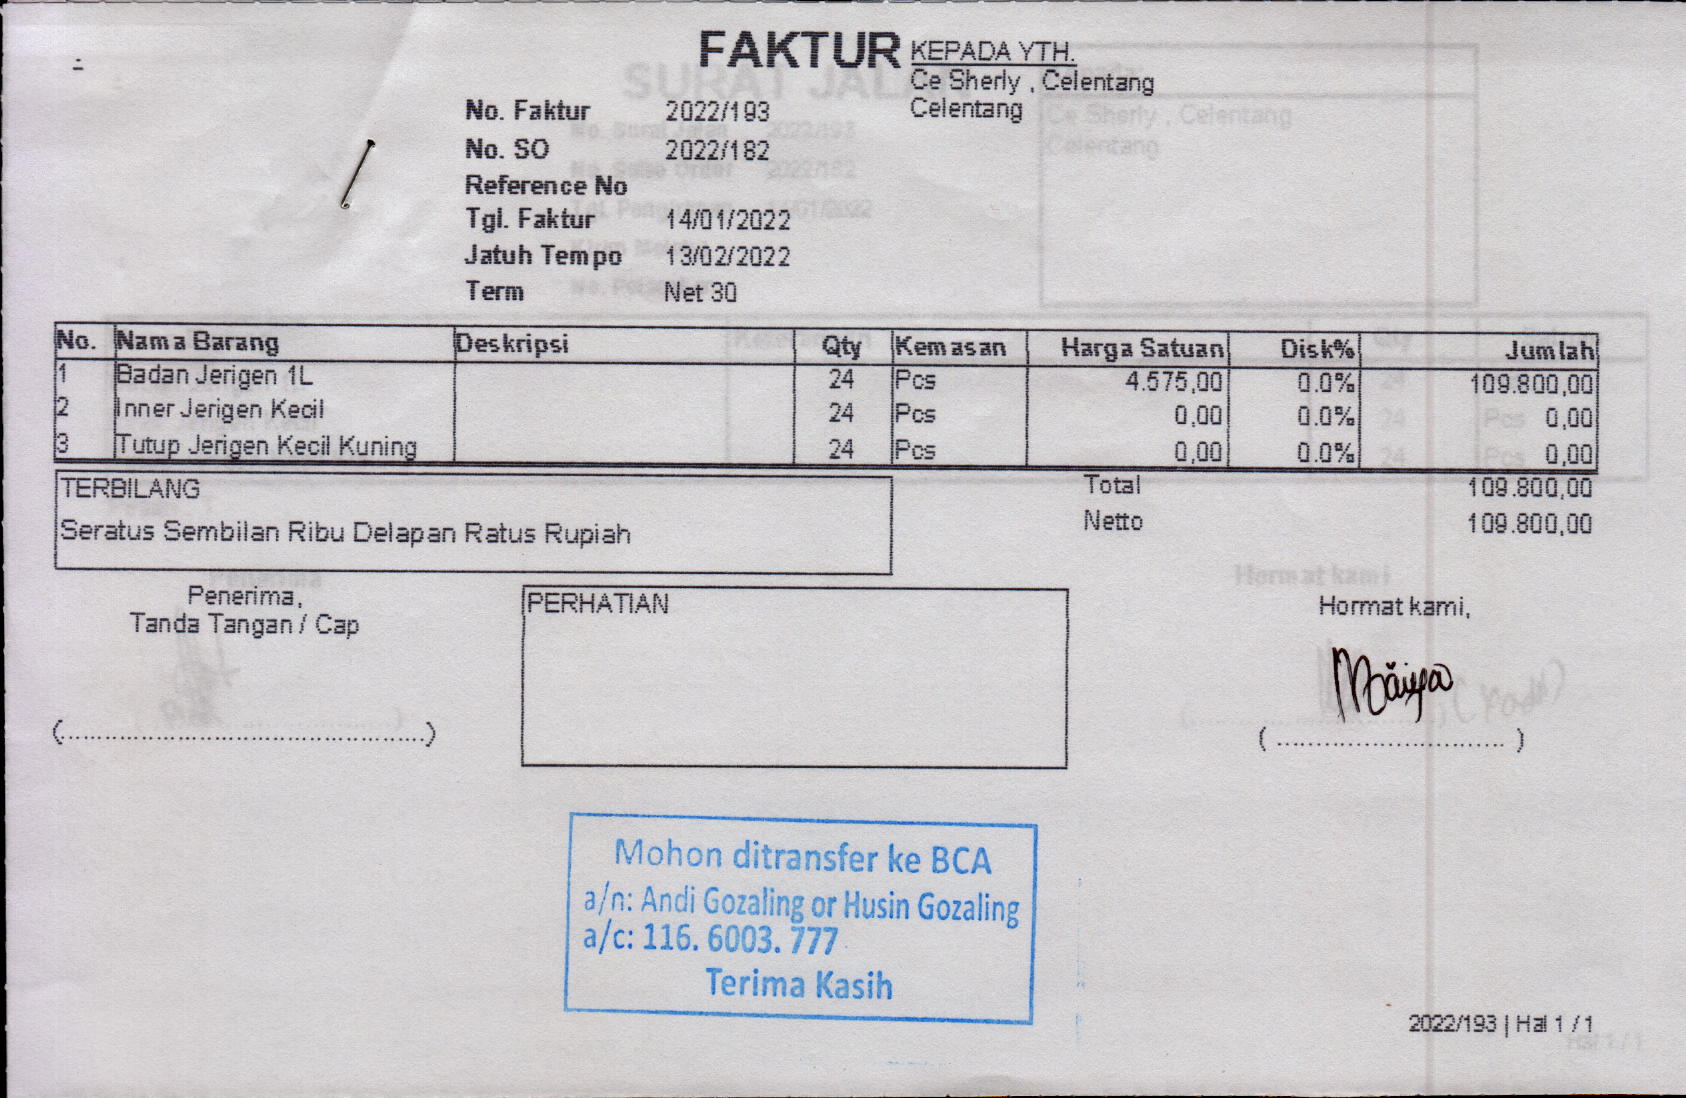 FAKTUR
KEPADA YTH.
Ce Sherly , Celentang
Celentang
No. Faktur 2022/193
No. SO 2022/182
Reference No
Tgl. Faktur 14/01/2022
Jatuh Tempo 13/02/2022
Term Net 30
No. Nama Barang Deskripsi Qty Kemasan Harga Satuan Disk% Jumlah
1 Badan Jerigen 1L 24 Pcs 4.575,00 0.0% 109.800,00
2 Inner Jerigen Kecil 24 Pcs 0,00 0.0% 0,00
3 Tutup Jerigen Kecil Kuning 24 Pcs 0,00 0.0% 0,00
TERBILANG
Seratus Sembilan Ribu Delapan Ratus Rupiah
Total 109.800,00
Netto 109.800,00
Penerima,
Tanda Tangan / Cap
(............................................)
PERHATIAN
Hormat kami,
( ............................. )
Mohon ditransfer ke BCA
a/n: Andi Gozaling or Husin Gozaling
a/c: 116. 6003. 777
Terima Kasih
2022/193 | Hal 1 / 1